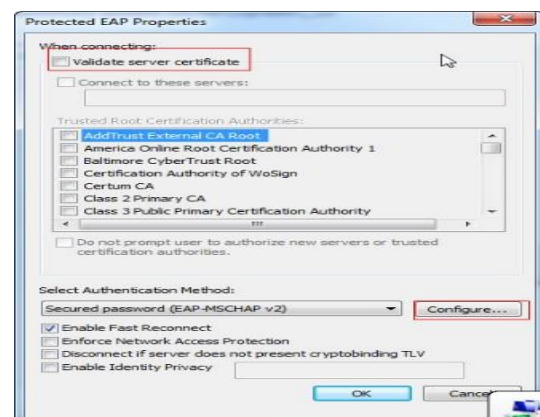 Protected EAP Properties
When connecting:
Validate server certificate
Connect to these servers:
Trusted Root Certification Authorities:
AddTrust External CA Root
America Online Root Certification Authority 1
Baltimore CyberTrust Root
Certification Authority of WoSign
Certum CA
Class 2 Primary CA
Class 3 Public Primary Certification Authority
Do not prompt user to authorize new servers or trusted
certification authorities.
Select Authentication Method:
Secured password (EAP-MSCHAP v2) Configure...
Enable Fast Reconnect
Enforce Network Access Protection
Disconnect if server does not present cryptobinding TLV
Enable Identity Privacy
OK Cancel